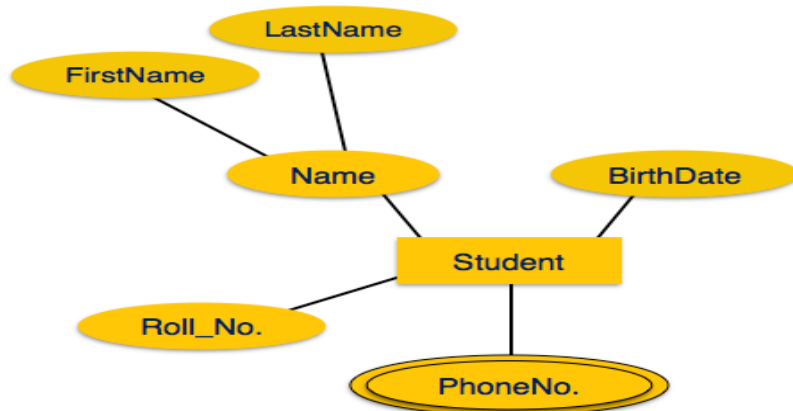 LastName
FirstName
Name
BirthDate
Student
Roll_No.
PhoneNo.